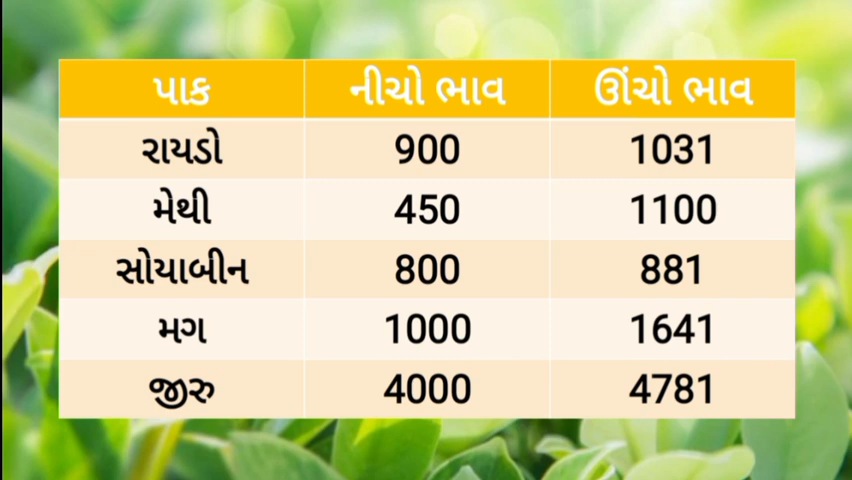 પાક નીચો ભાવ ઊંચો ભાવ
રાયડો 900 1031
મેથી 450 1100
સોયાબીન 800 881
મગ 1000 1641
જીરુ 4000 4781